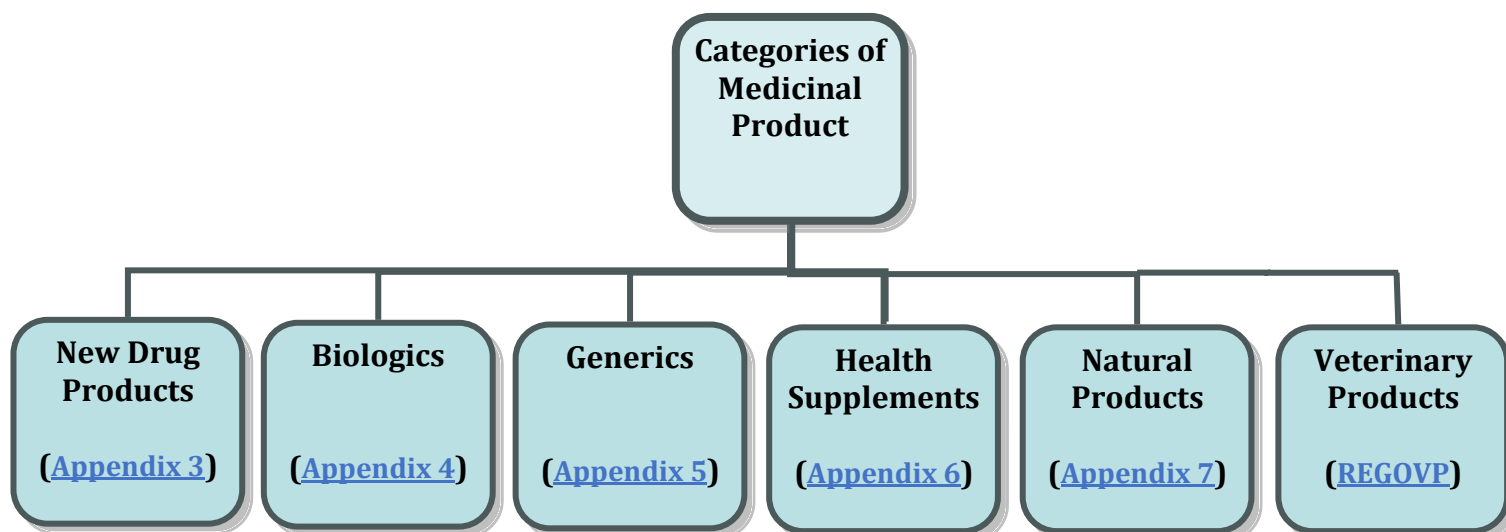 Categories of
Medicinal
Product
New Drug
Products
(Appendix 3)
Biologics
(Appendix 4)
Generics
(Appendix 5)
Health
Supplements
(Appendix 6)
Natural
Products
(Appendix 7)
Veterinary
Products
(REGOVP)